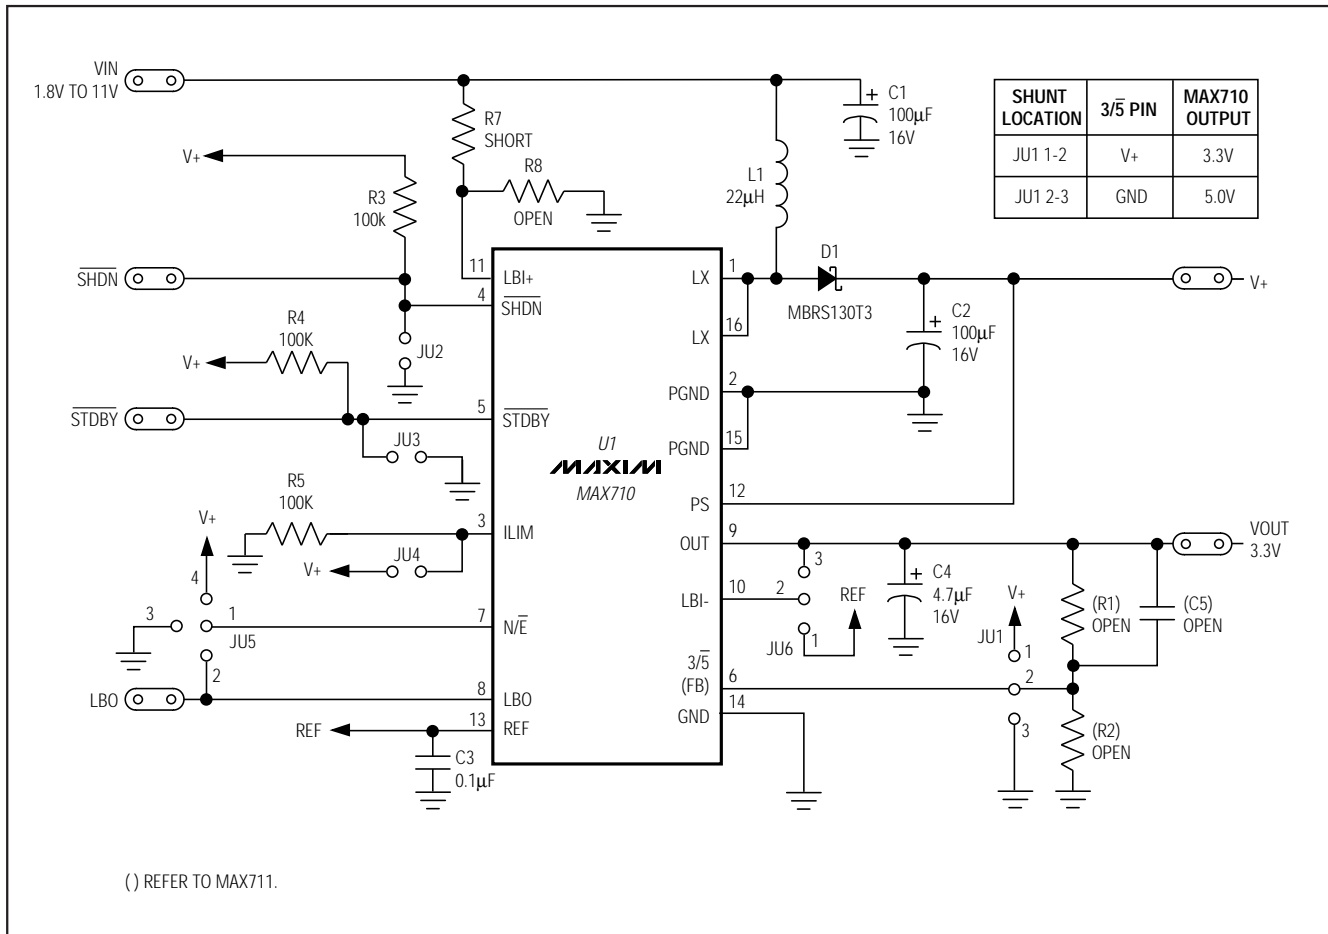 VIN
1.8V TO 11V
R7
SHORT
C1
100µF
16V
+
SHUNT LOCATION
3/5̅ PIN
MAX710 OUTPUT
JU1 1-2
V+
3.3V
JU1 2-3
GND
5.0V
V+
R3
100k
R8
OPEN
L1
22µH
S̅H̅D̅N̅
11
LBI+
4
S̅H̅D̅N̅
LX
1
D1
MBRS130T3
V+
R4
100K
V+
JU2
LX
16
+
C2
100µF
16V
PGND
2
S̅T̅D̅B̅Y̅
5
S̅T̅D̅B̅Y̅
JU3
PGND
15
U1
MAXIM
MAX710
R5
100K
V+
3
ILIM
JU4
V+
PS
12
OUT
9
VOUT
3.3V
4
3
1
JU5
2
7
N/E̅
LBI-
10
3
2
1
JU6
REF
+
C4
4.7µF
16V
V+
JU1
1
2
3
(R1)
OPEN
(C5)
OPEN
3/5̅
(FB)
6
LBO
8
LBO
GND
14
REF
13
REF
C3
0.1µF
(R2)
OPEN
( ) REFER TO MAX711.